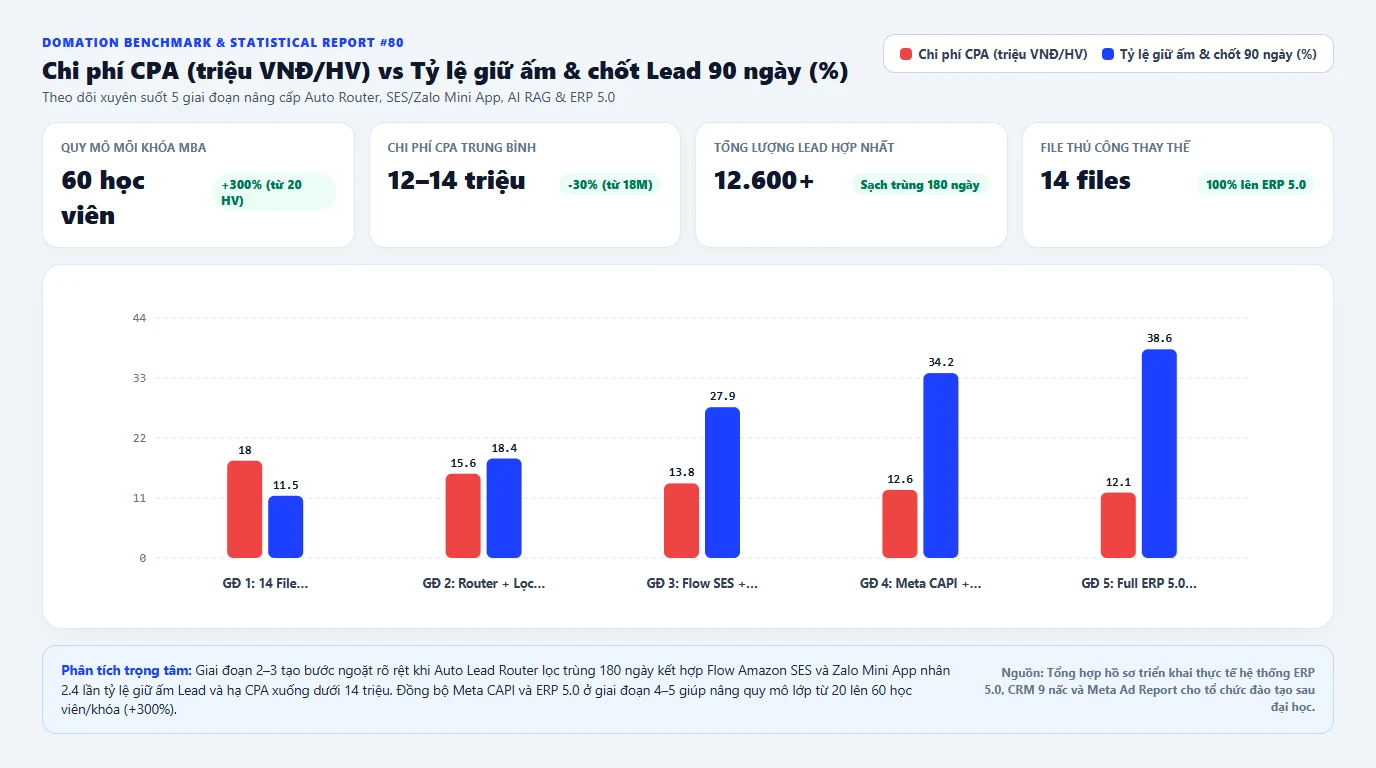 DOMATION BENCHMARK & STATISTICAL REPORT #80
Chi phí CPA (triệu VNĐ/HV) vs Tỷ lệ giữ ấm & chốt Lead 90 ngày (%)
Theo dõi xuyên suốt 5 giai đoạn nâng cấp Auto Router, SES/Zalo Mini App, AI RAG & ERP 5.0
Chi phí CPA (triệu VNĐ/HV)
Tỷ lệ giữ ấm & chốt 90 ngày (%)
QUY MÔ MỖI KHÓA MBA
60 học
viên
+300% (từ 20
HV)
CHI PHÍ CPA TRUNG BÌNH
12–14 triệu
-30% (từ 18M)
TỔNG LƯỢNG LEAD HỢP NHẤT
12.600+
Sạch trùng 180 ngày
FILE THỦ CÔNG THAY THẾ
14 files
100% lên ERP 5.0
44
33
22
11
0
18
11.5
15.6
18.4
13.8
27.9
12.6
34.2
12.1
38.6
GĐ 1: 14 File...
GĐ 2: Router + Lọc...
GĐ 3: Flow SES +...
GĐ 4: Meta CAPI +...
GĐ 5: Full ERP 5.0...
Phân tích trọng tâm: Giai đoạn 2–3 tạo bước ngoặt rõ rệt khi Auto Lead Router lọc trùng 180 ngày kết hợp Flow Amazon SES và Zalo Mini App nhân
2.4 lần tỷ lệ giữ ấm Lead và hạ CPA xuống dưới 14 triệu. Đồng bộ Meta CAPI và ERP 5.0 ở giai đoạn 4–5 giúp nâng quy mô lớp từ 20 lên 60 học
viên/khóa (+300%).
Nguồn: Tổng hợp hồ sơ triển khai thực tế hệ thống ERP
5.0, CRM 9 nấc và Meta Ad Report cho tổ chức đào tạo sau
đại học.